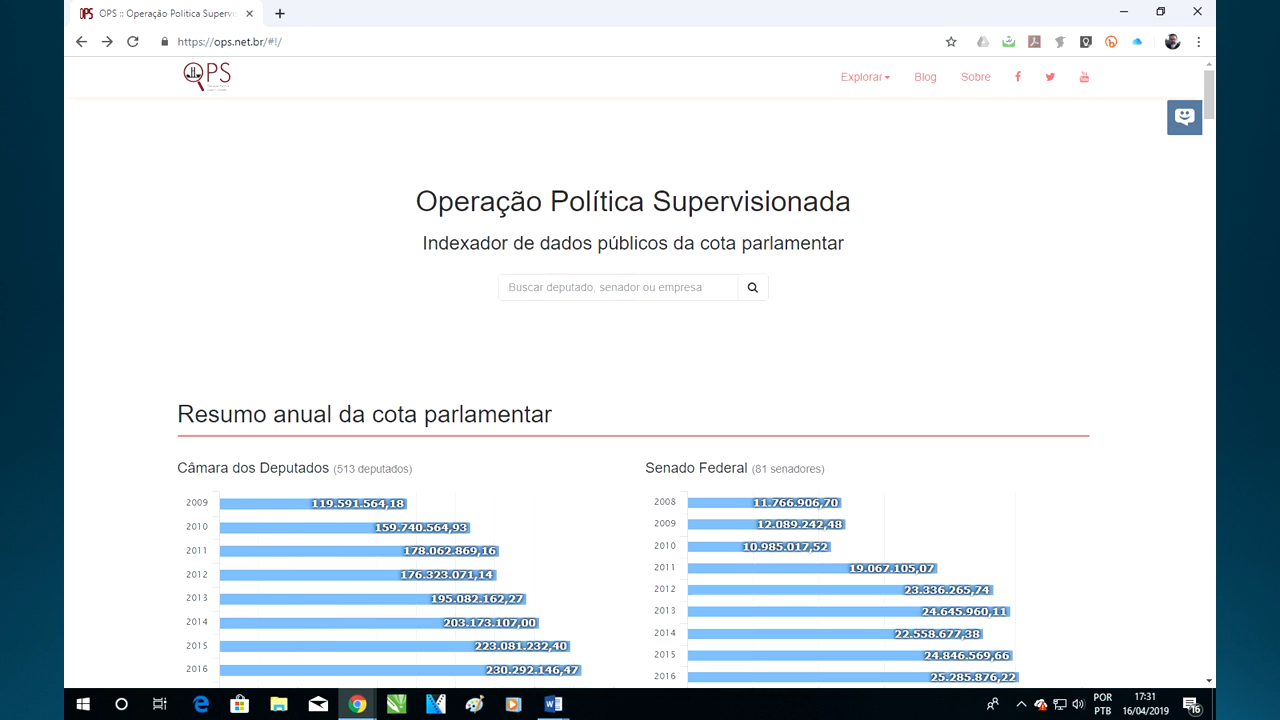 OPS :: Operação Politica Supervi
https://ops.net.br/#!/
OPS
Explorar
Blog
Sobre
Operação Política Supervisionada
Indexador de dados públicos da cota parlamentar
Buscar deputado, senador ou empresa
Resumo anual da cota parlamentar
Câmara dos Deputados (513 deputados)
2009 119.591.564,18
2010 159.740.564,93
2011 178.062.869,16
2012 176.323.071,14
2013 195.082.162,27
2014 203.173.107,00
2015 223.081.232,40
2016 230.292.146,47
Senado Federal (81 senadores)
2008 11.766.906,70
2009 12.089.242,48
2010 10.985.017,52
2011 19.067.105,07
2012 23.336.265,74
2013 24.645.960,11
2014 22.558.677,38
2015 24.846.569,66
2016 25.285.876,22
POR
PTB
17:31
16/04/2019
16